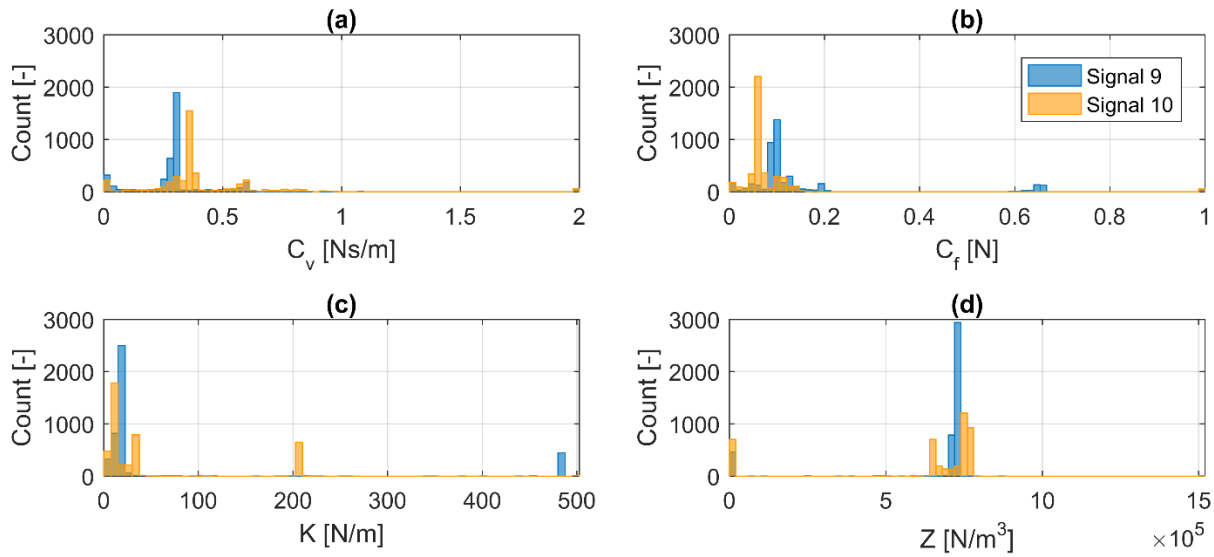 (a)
3000
2000
1000
0
Count [-]
0 0.5 1 1.5 2
C_v [Ns/m]
(b)
3000
2000
1000
0
Count [-]
Signal 9
Signal 10
0 0.2 0.4 0.6 0.8 1
C_f [N]
(c)
3000
2000
1000
0
Count [-]
0 100 200 300 400 500
K [N/m]
(d)
3000
2000
1000
0
Count [-]
0 5 10 15
Z [N/m³]
×10⁵